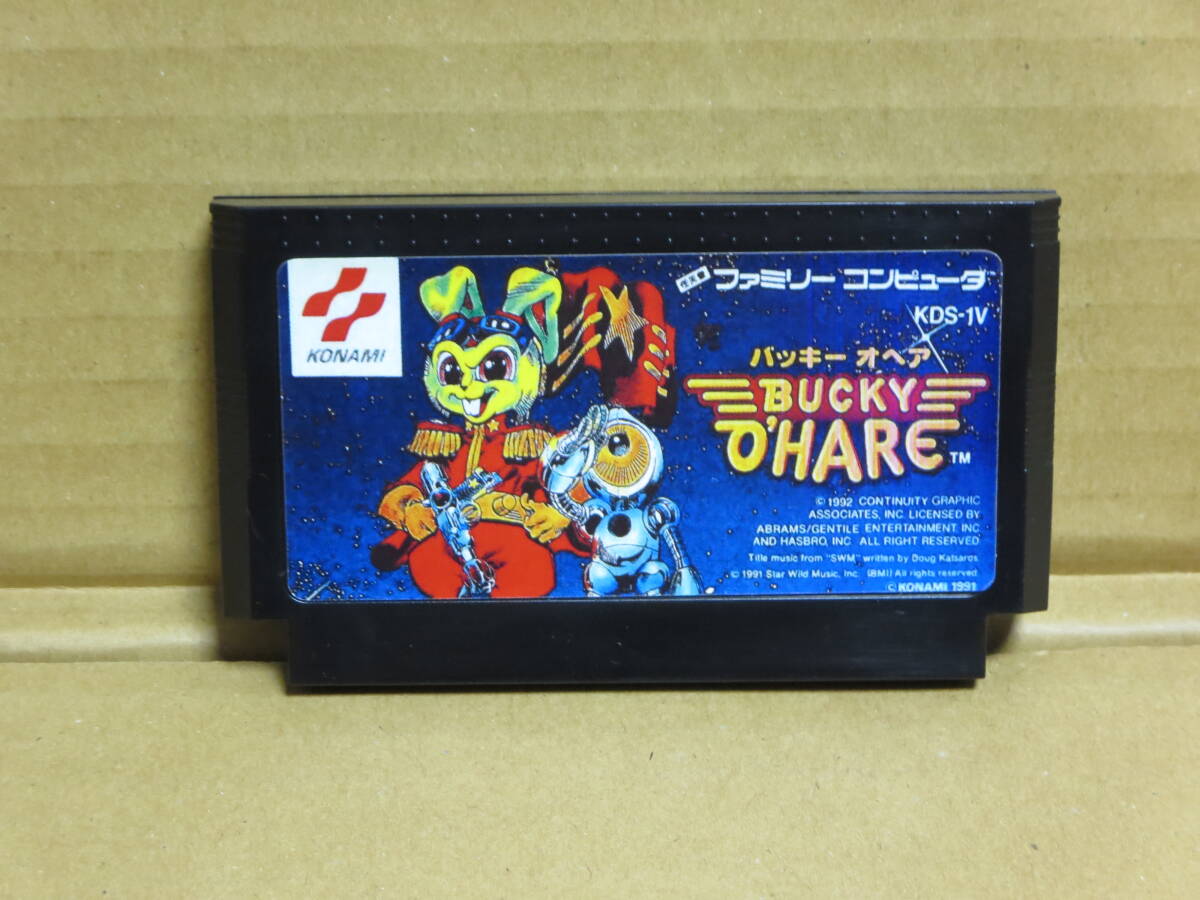 KONAMI
任天堂 ファミリー コンピュータ
KDS-1V
バッキー オヘア
BUCKY
O'HARE TM
© 1992 CONTINUITY GRAPHIC
ASSOCIATES, INC. LICENSED BY
ABRAMS/GENTILE ENTERTAINMENT INC
AND HASBRO, INC ALL RIGHT RESERVED
Title music from "SWM" written by Doug Katsaros
© 1991 Star Wild Music, Inc. (BMI) All rights reserved
© KONAMI 1991